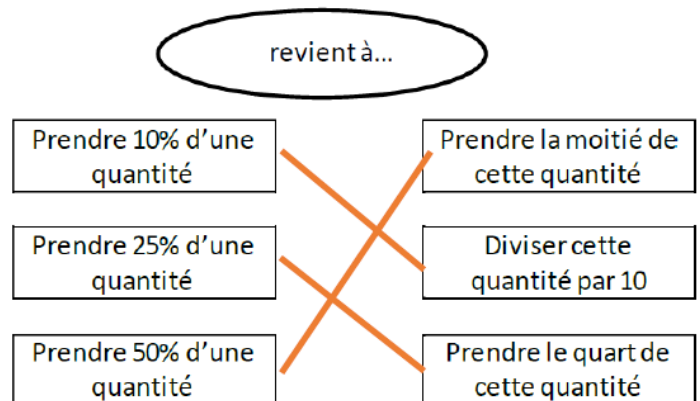 revient à...
Prendre 10% d'une
quantité
Prendre la moitié de
cette quantité
Prendre 25% d'une
quantité
Diviser cette
quantité par 10
Prendre 50% d'une
quantité
Prendre le quart de
cette quantité